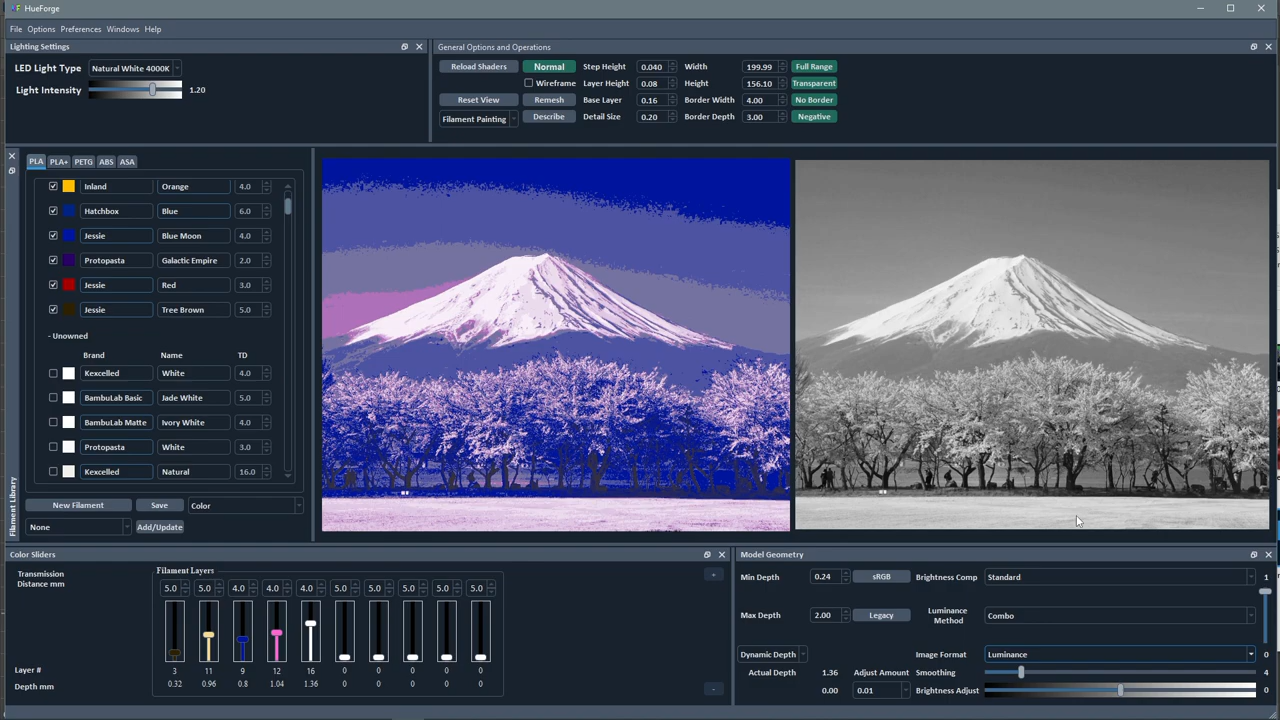 HueForge
File Options Preferences Windows Help
Lighting Settings
LED Light Type Natural White 4000K
Light Intensity 1.20
General Options and Operations
Reload Shaders Normal Step Height 0.040 Width 199.99 Full Range
Wireframe Layer Height 0.08 Height 156.10 Transparent
Reset View Remesh Base Layer 0.16 Border Width 4.00 No Border
Filament Painting Describe Detail Size 0.20 Border Depth 3.00 Negative
PLA PLA+ PETG ABS ASA
Inland Orange 4.0
Hatchbox Blue 6.0
Jessie Blue Moon 4.0
Protopasta Galactic Empire 2.0
Jessie Red 3.0
Jessie Tree Brown 5.0
- Unowned
Brand Name TD
Kexcelled White 4.0
BambuLab Basic Jade White 5.0
BambuLab Matte Ivory White 4.0
Protopasta White 3.0
Kexcelled Natural 16.0
Filament Library
New Filament Save Color
None Add/Update
Color Sliders
Transmission
Distance mm
Filament Layers
5.0 5.0 4.0 4.0 4.0 5.0 5.0 5.0 5.0
Layer # 4 11 9 12 16 0 0 0 0
Depth mm 0.32 0.96 0.8 1.04 1.36 0 0 0 0
+
-
Model Geometry
Min Depth 0.24 sRGB Brightness Comp Standard 1
Max Depth 2.00 Legacy Luminance
Method Combo
Dynamic Depth Image Format Luminance 0
Actual Depth 1.36 Adjust Amount Smoothing 4
0.00 0.01 Brightness Adjust 0